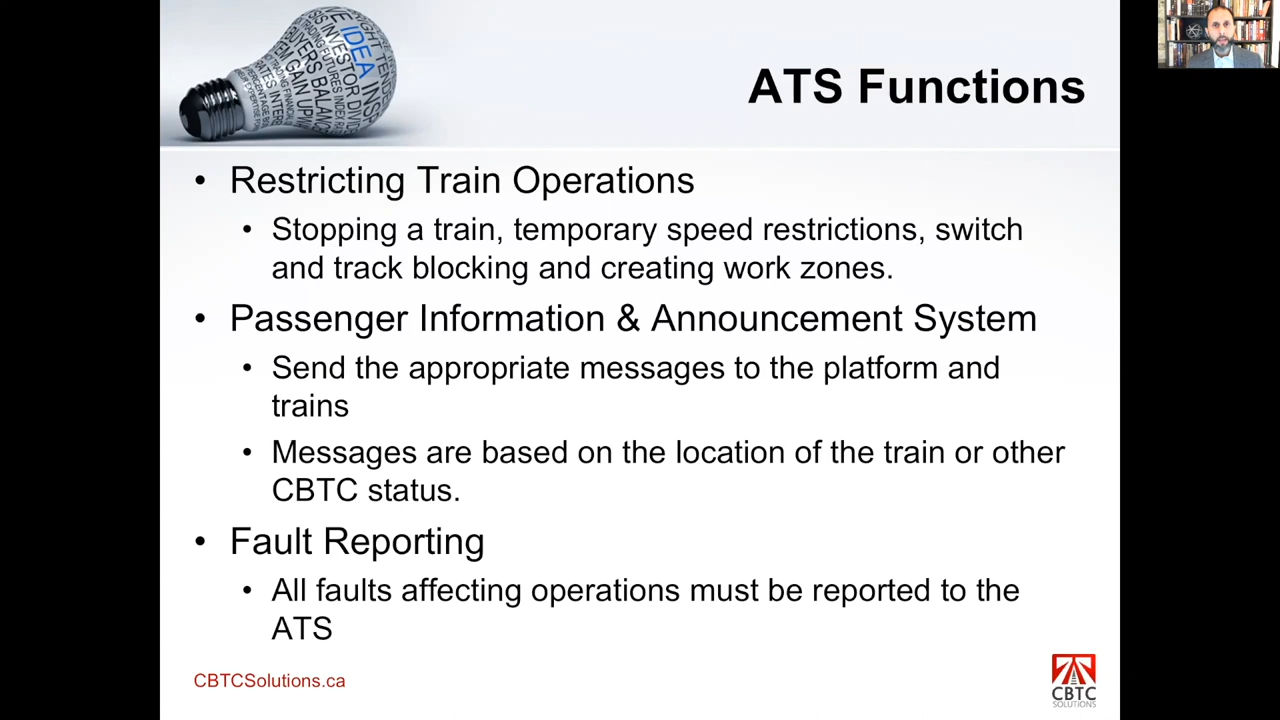 ATS Functions
• Restricting Train Operations
• Stopping a train, temporary speed restrictions, switch
and track blocking and creating work zones.
• Passenger Information & Announcement System
• Send the appropriate messages to the platform and
trains
• Messages are based on the location of the train or other
CBTC status.
• Fault Reporting
• All faults affecting operations must be reported to the
ATS
CBTCSolutions.ca
CBTC
SOLUTIONS
IDEA